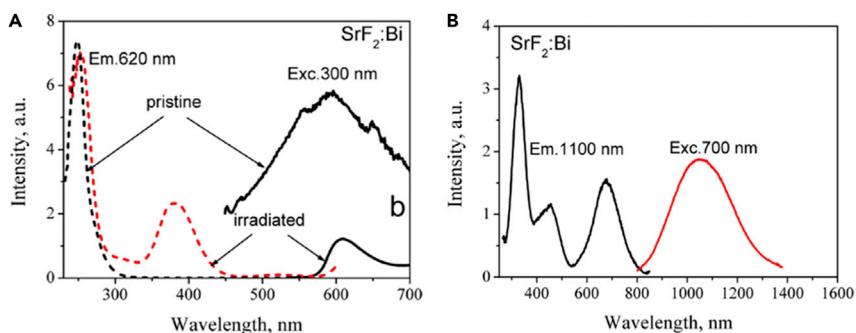 A
SrF2:Bi
Em.620 nm
Exc.300 nm
pristine
irradiated
b
Intensity, a.u.
8
6
4
2
0
300 400 500 600 700
Wavelength, nm
B
SrF2:Bi
Em.1100 nm
Exc.700 nm
Intensity, a.u.
4
3
2
1
0
400 600 800 1000 1200 1400 1600
Wavelength, nm